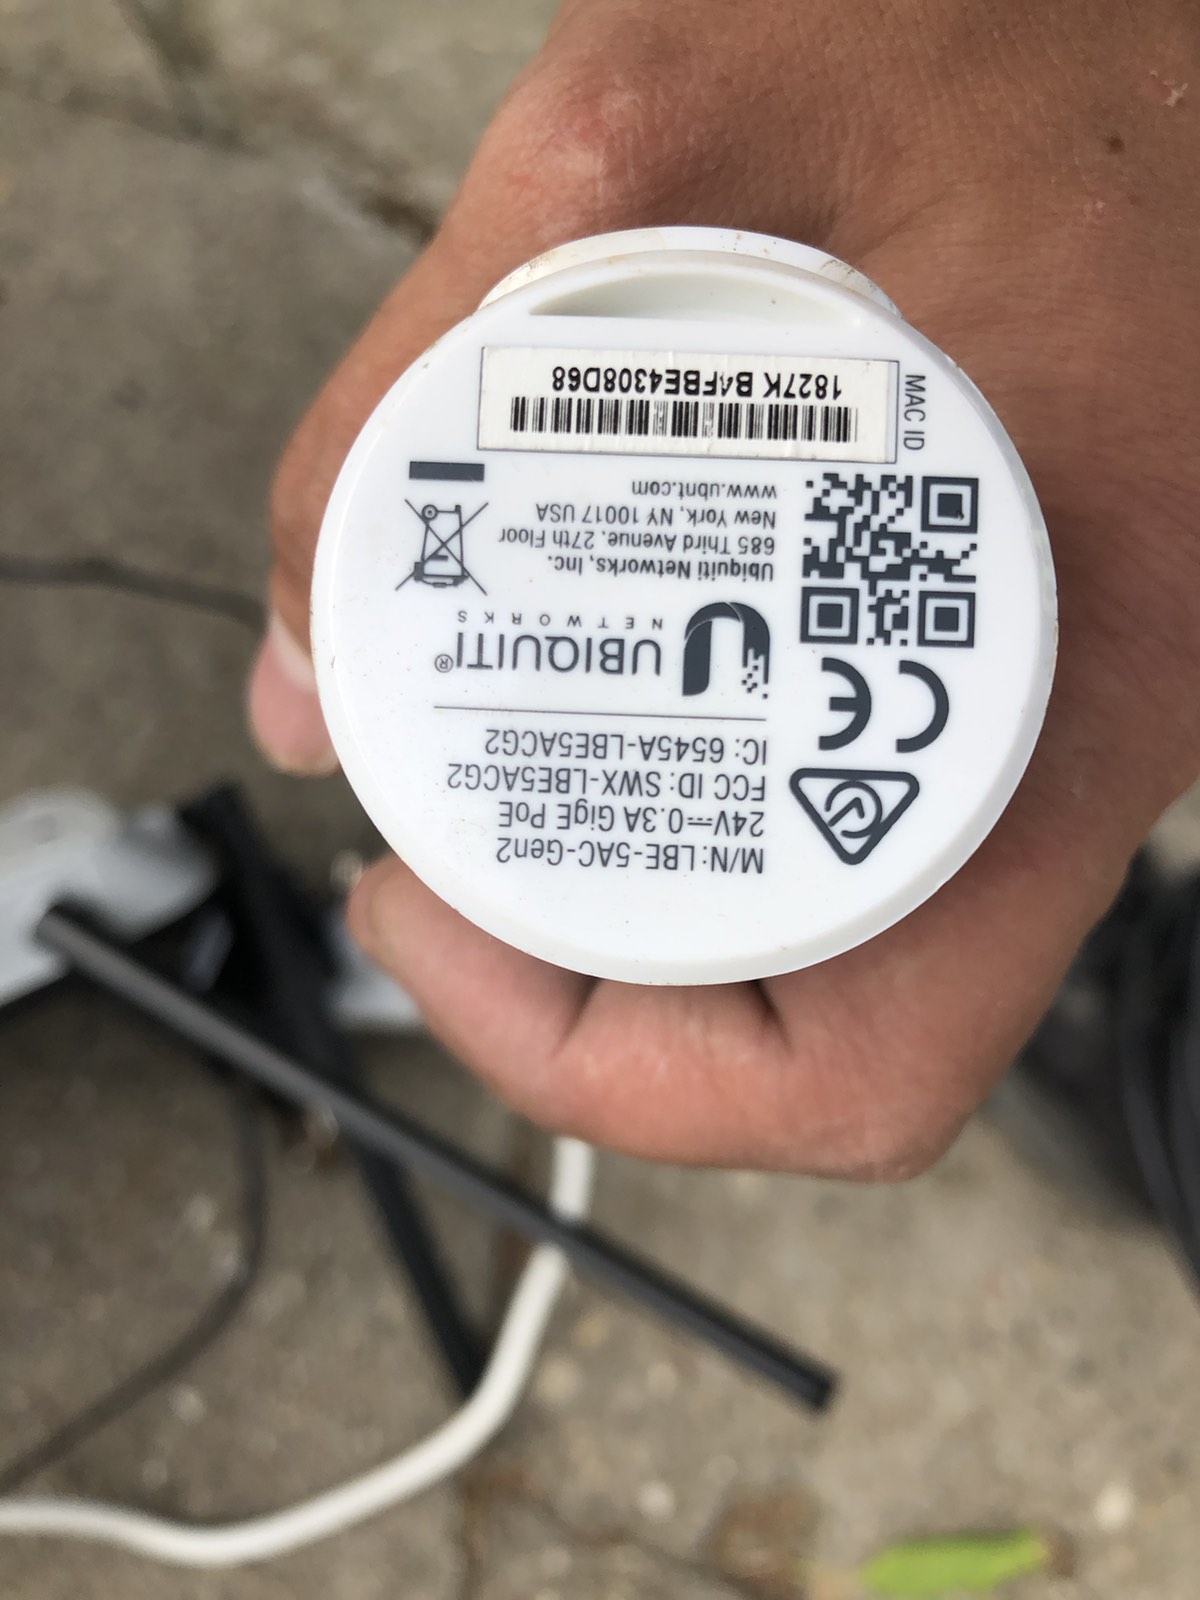 M/N:LBE-5AC-Gen2
24V⎓0.3A GigE PoE
FCC ID: SWX-LBE5ACG2
IC: 6545A-LBE5ACG2
UBIQUITI®
NETWORKS
Ubiquiti Networks, Inc.
685 Third Avenue, 27th Floor
New York, NY 10017 USA
www.ubnt.com
CE
MAC ID
1827K B4FBE4308D68